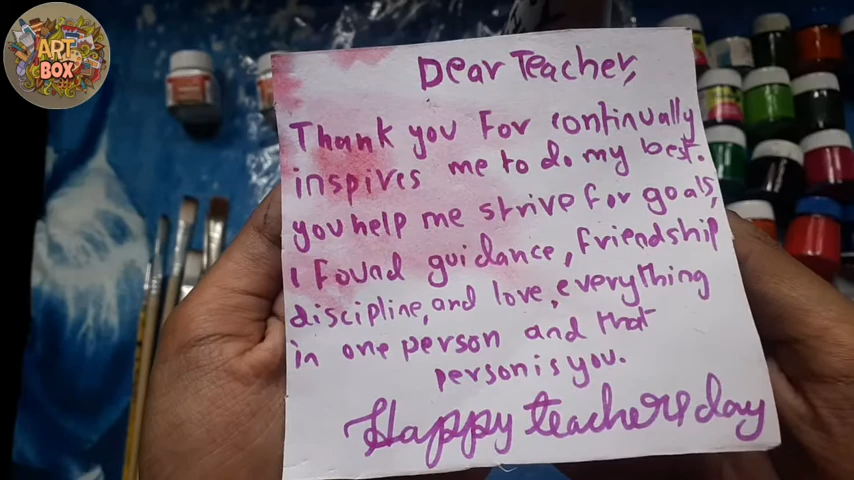 ART
BOX
Dear Teacher,
Thank you For continually
inspires me to do my best.
you help me strive for goals,
I Found guidance, Friendship
discipline, and love, everything
in one person and that
person is you.
Happy teachers day